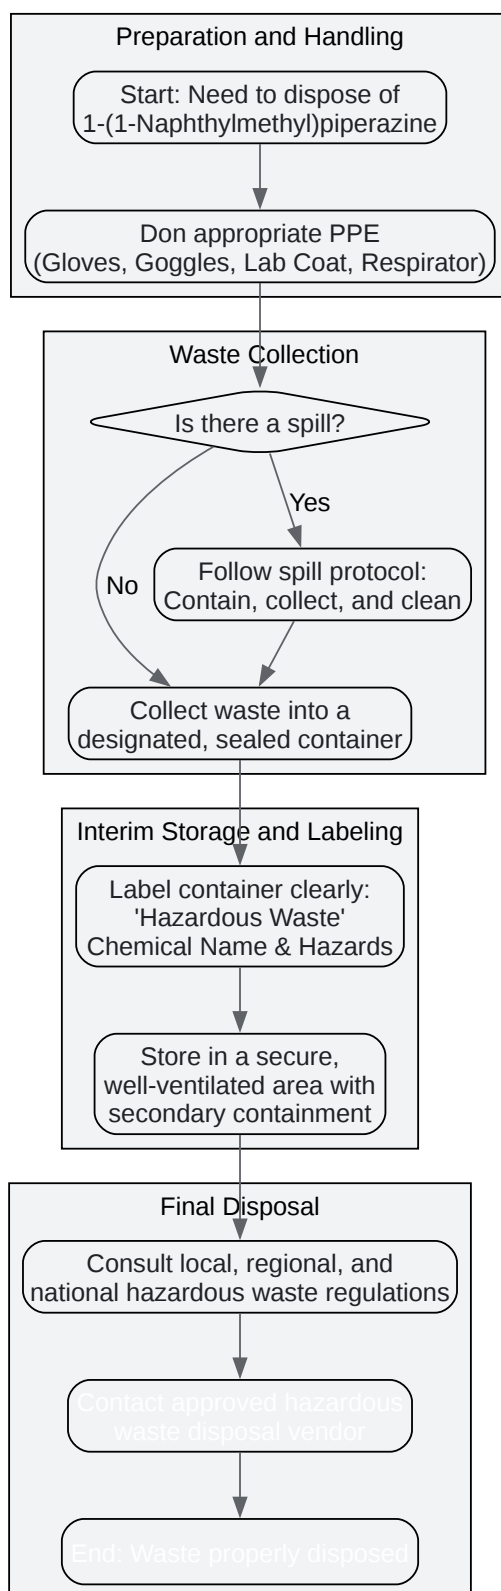 Preparation and Handling
Start: Need to dispose of
1-(1-Naphthylmethyl)piperazine
Don appropriate PPE
(Gloves, Goggles, Lab Coat, Respirator)
Waste Collection
Is there a spill?
Yes
No
Follow spill protocol:
Contain, collect, and clean
Collect waste into a
designated, sealed container
Interim Storage and Labeling
Label container clearly:
'Hazardous Waste'
Chemical Name & Hazards
Store in a secure,
well-ventilated area with
secondary containment
Final Disposal
Consult local, regional, and
national hazardous waste regulations
Contact approved hazardous
waste disposal vendor
End: Waste properly disposed